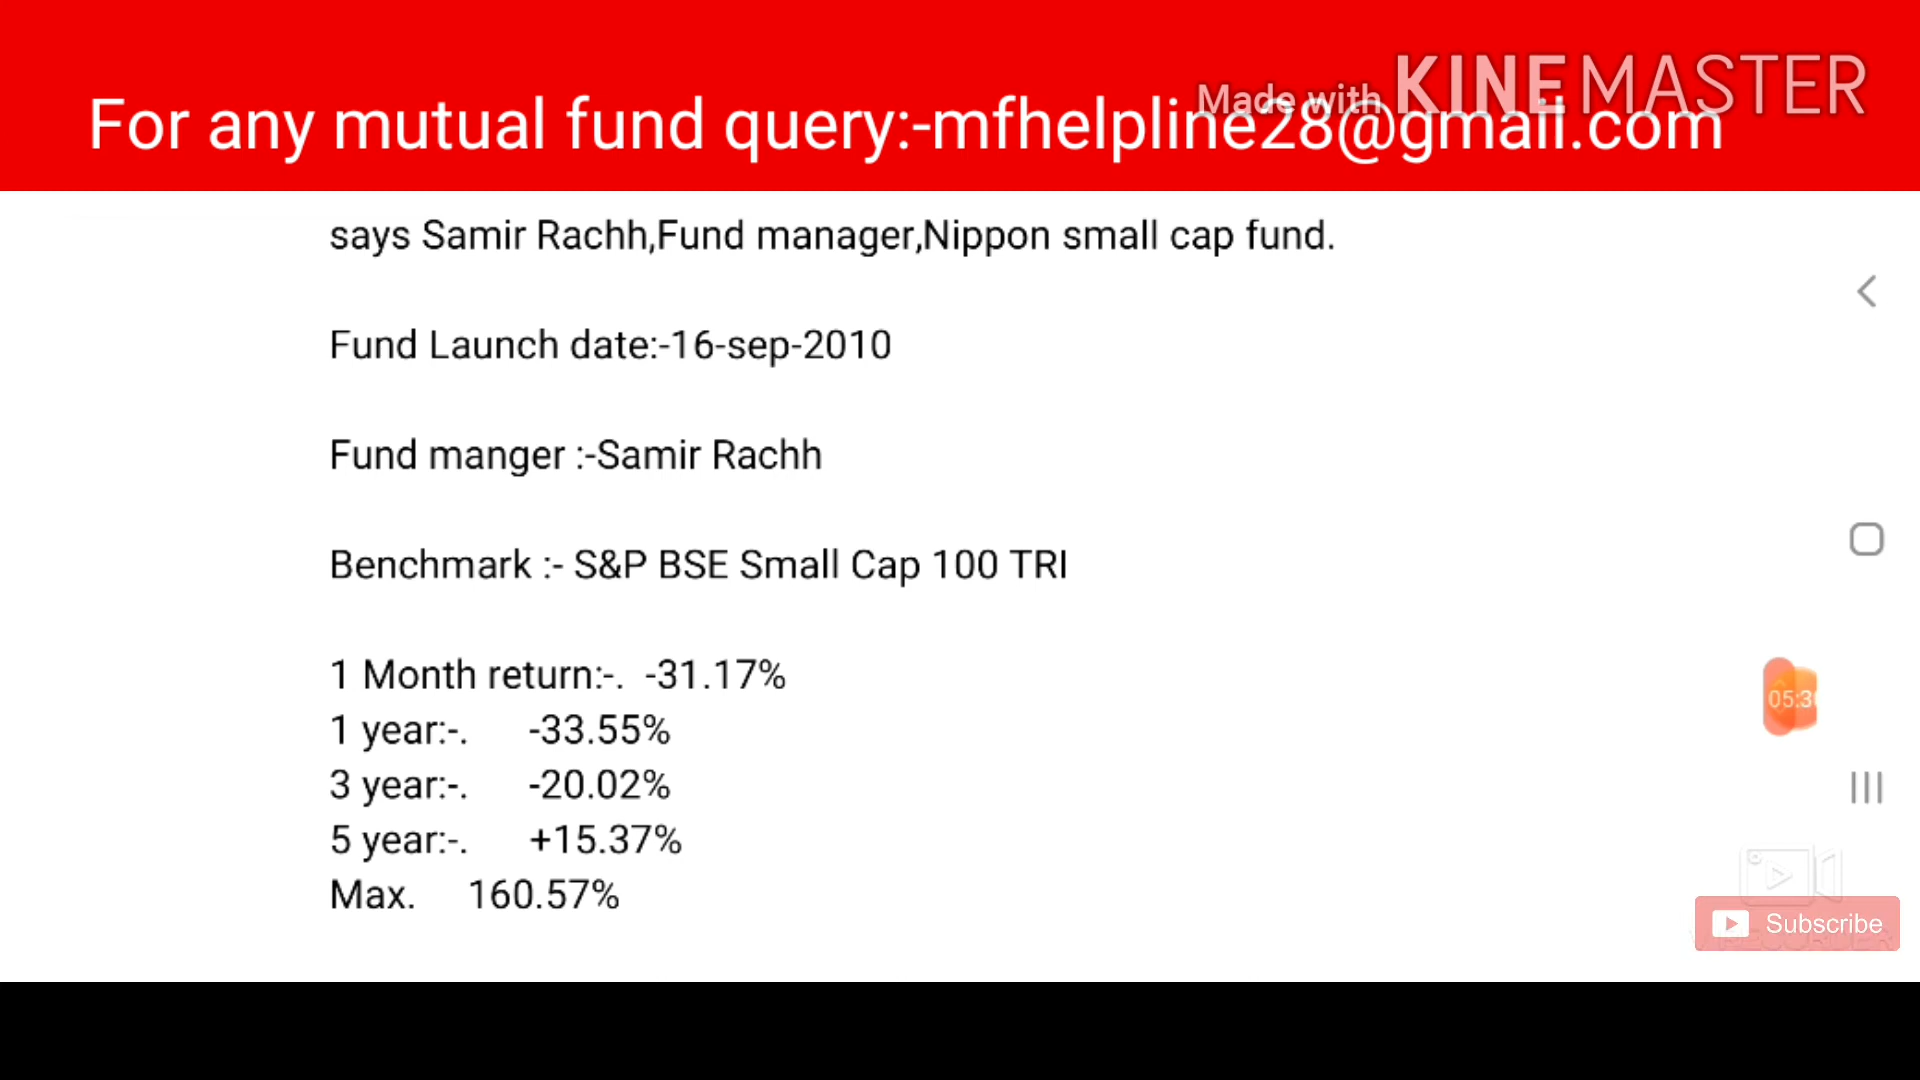 Made with KINEMASTER
For any mutual fund query:-mfhelpline28@gmail.com
says Samir Rachh,Fund manager,Nippon small cap fund.
Fund Launch date:-16-sep-2010
Fund manger :-Samir Rachh
Benchmark :- S&P BSE Small Cap 100 TRI
1 Month return:-. -31.17%
1 year:-. -33.55%
3 year:-. -20.02%
5 year:-. +15.37%
Max. 160.57%
Subscribe
RECORDER